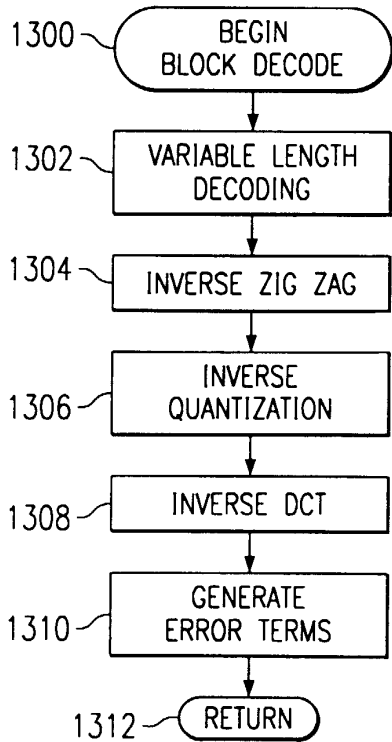 1300
BEGIN
BLOCK DECODE
1302
VARIABLE LENGTH
DECODING
1304
INVERSE ZIG ZAG
1306
INVERSE
QUANTIZATION
1308
INVERSE DCT
1310
GENERATE
ERROR TERMS
1312
RETURN